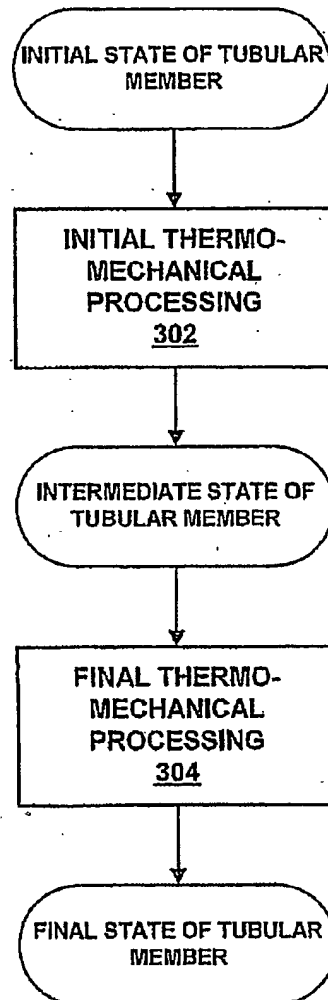 INITIAL STATE OF TUBULAR
MEMBER
INITIAL THERMO-
MECHANICAL
PROCESSING
302
INTERMEDIATE STATE OF
TUBULAR MEMBER
FINAL THERMO-
MECHANICAL
PROCESSING
304
FINAL STATE OF TUBULAR
MEMBER